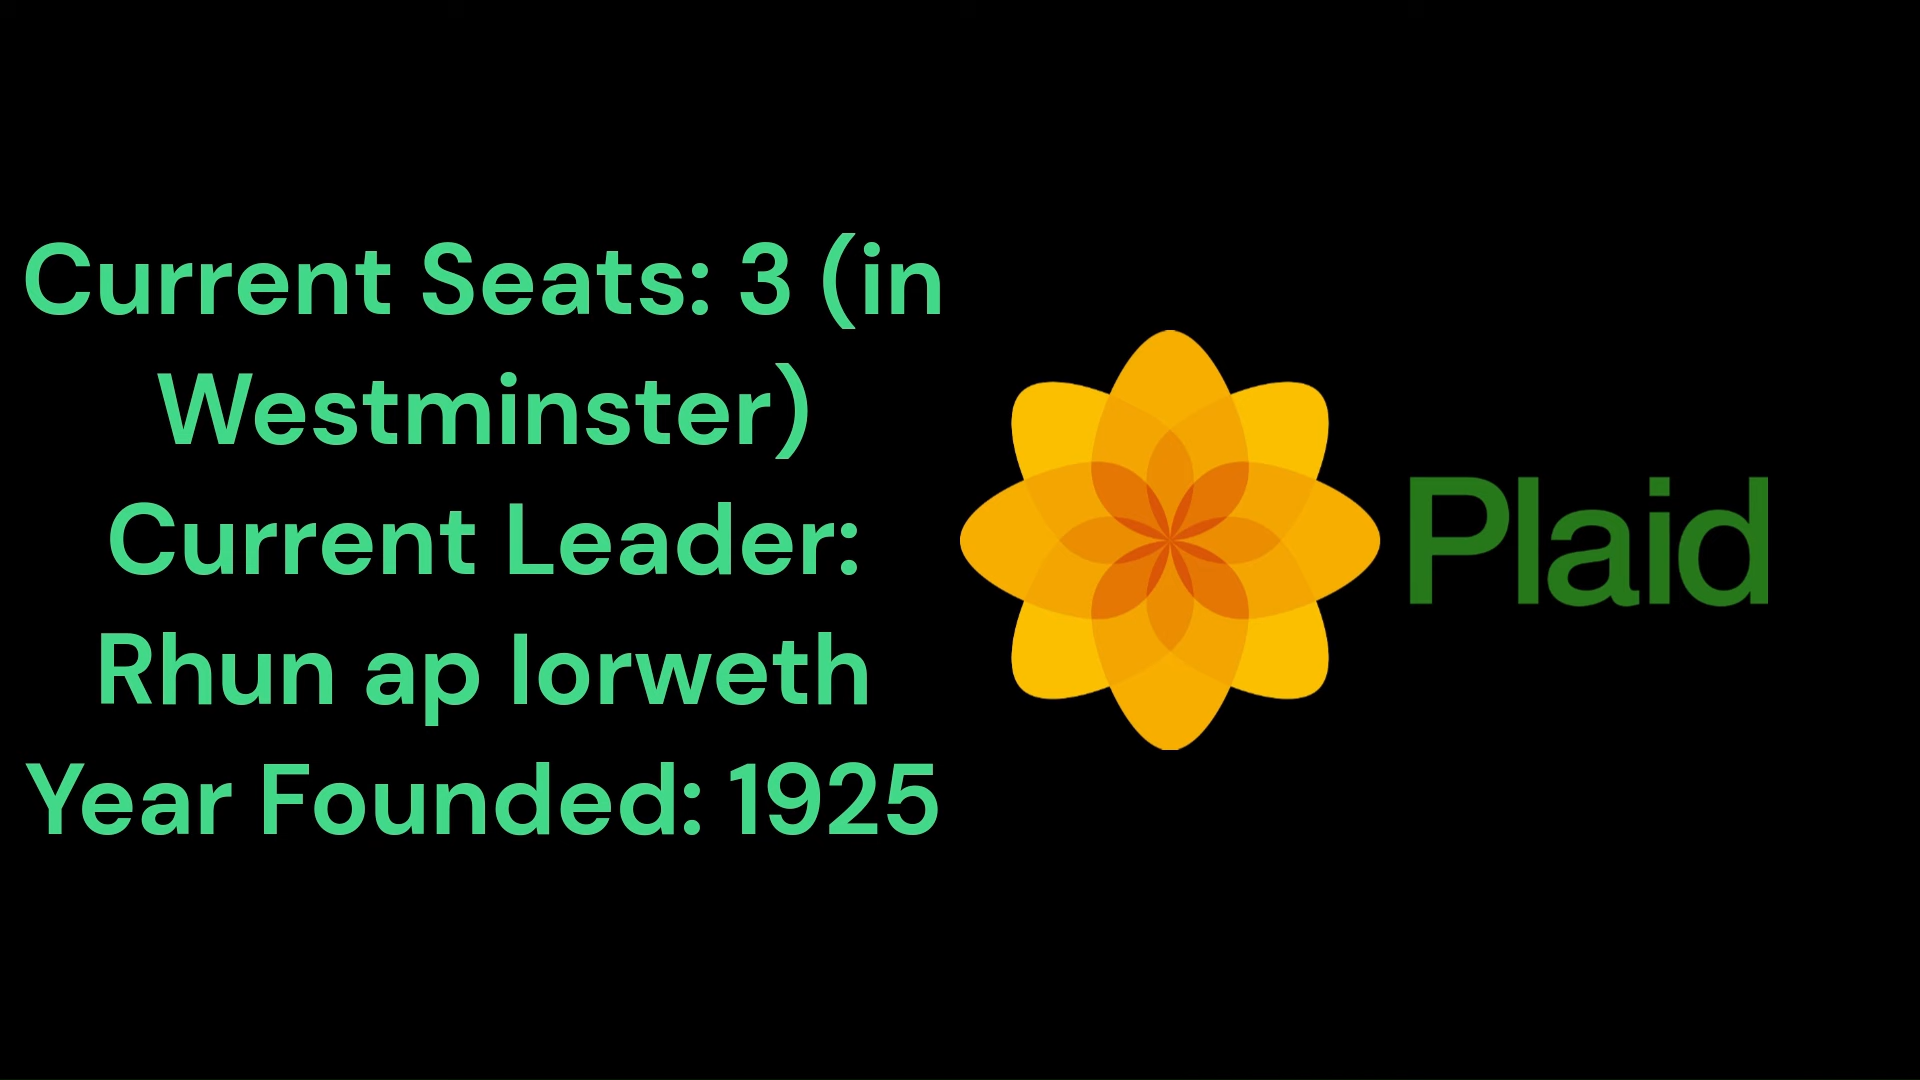 Current Seats: 3 (in
Westminster)
Current Leader:
Rhun ap Iorweth
Year Founded: 1925
Plaid